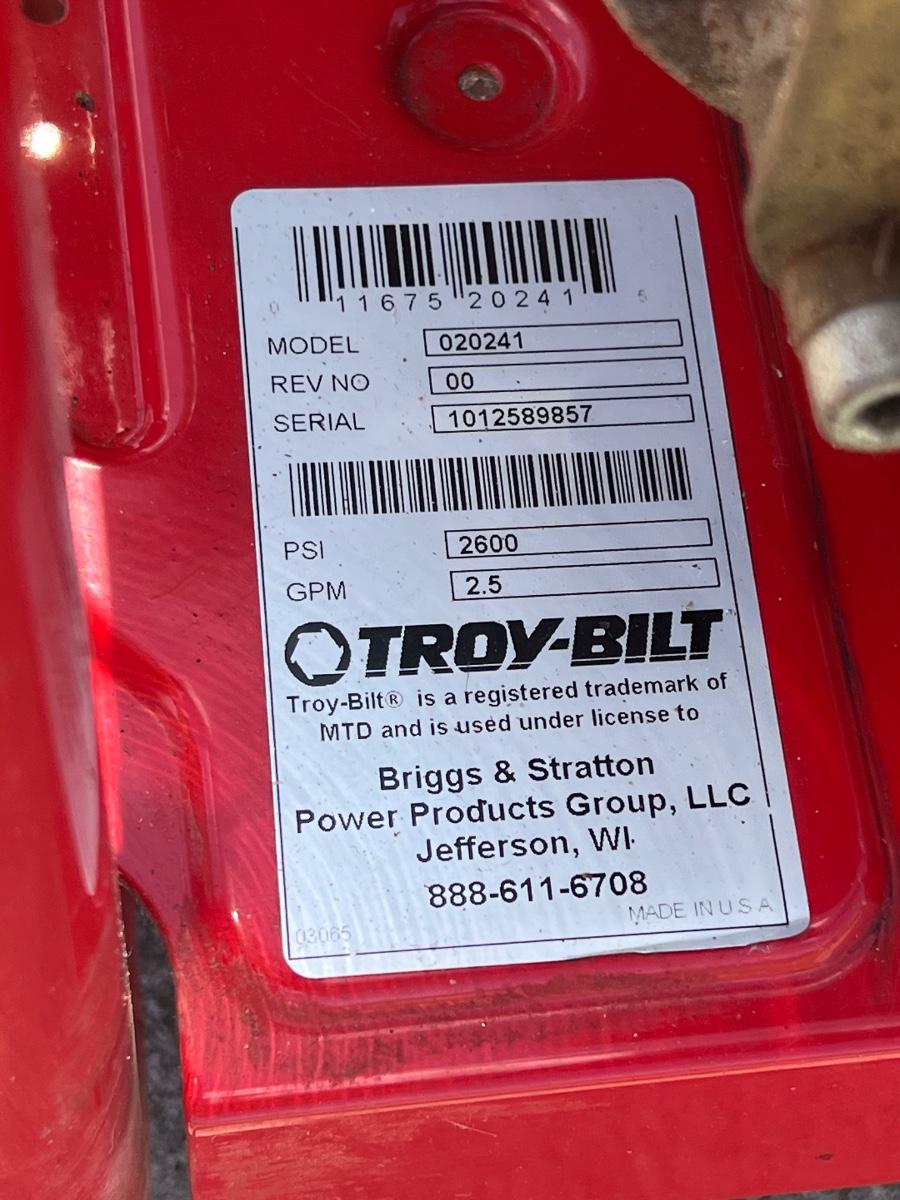 0 11675 20241 5
MODEL 020241
REV NO 00
SERIAL 1012589857
PSI 2600
GPM 2.5
TROY-BILT
Troy-Bilt® is a registered trademark of
MTD and is used under license to
Briggs & Stratton
Power Products Group, LLC
Jefferson, WI
888-611-6708
MADE IN U S A
03065